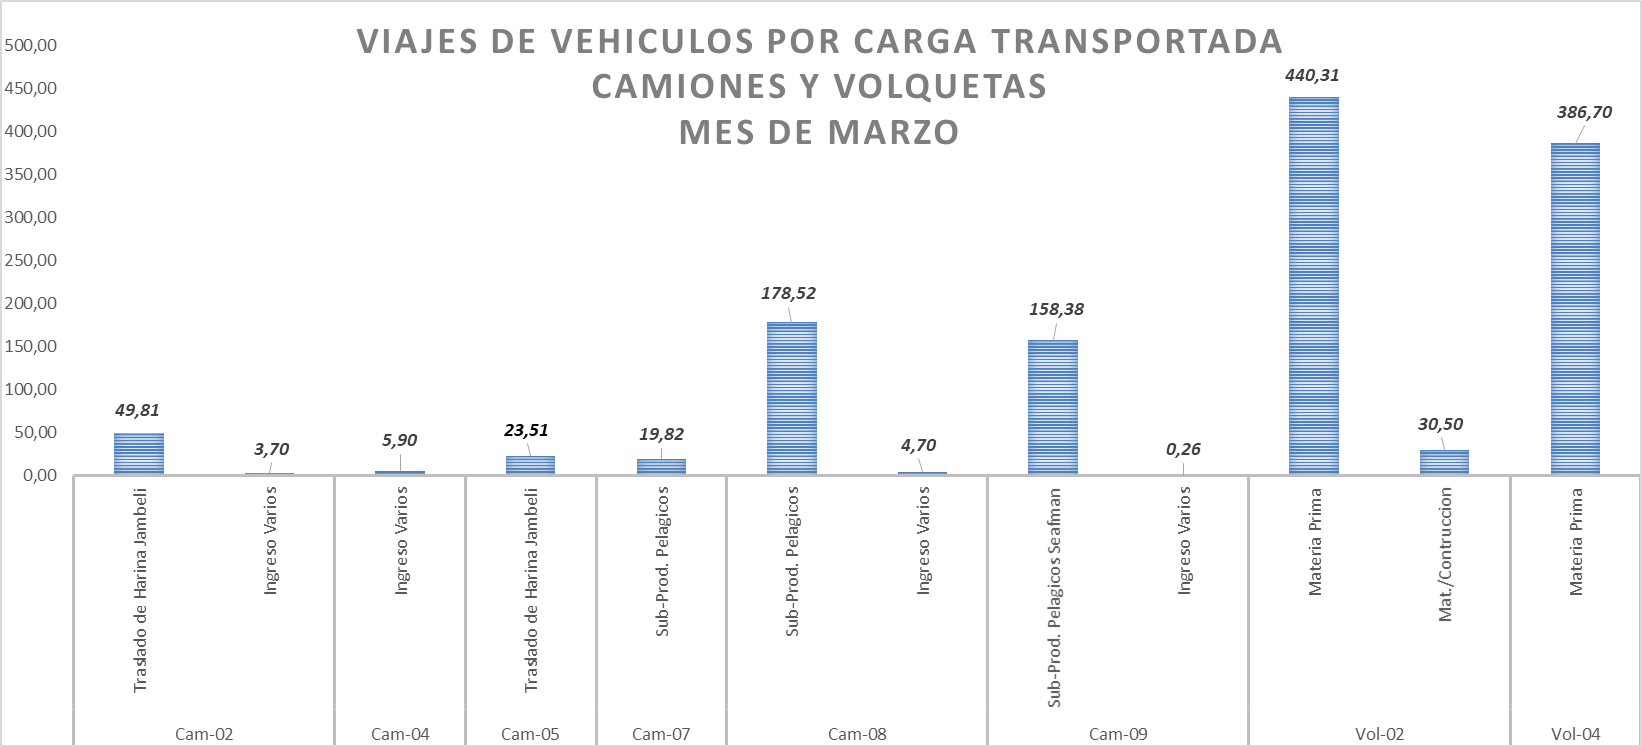 VIAJES DE VEHICULOS POR CARGA TRANSPORTADA
CAMIONES Y VOLQUETAS
MES DE MARZO
500,00
450,00
400,00
350,00
300,00
250,00
200,00
150,00
100,00
50,00
0,00
49,81
3,70
5,90
23,51
19,82
178,52
4,70
158,38
0,26
440,31
30,50
386,70
Traslado de Harina Jambeli
Ingreso Varios
Ingreso Varios
Traslado de Harina Jambeli
Sub-Prod. Pelagicos
Sub-Prod. Pelagicos
Ingreso Varios
Sub-Prod. Pelagicos Seafman
Ingreso Varios
Materia Prima
Mat./Contruccion
Materia Prima
Cam-02
Cam-04
Cam-05
Cam-07
Cam-08
Cam-09
Vol-02
Vol-04